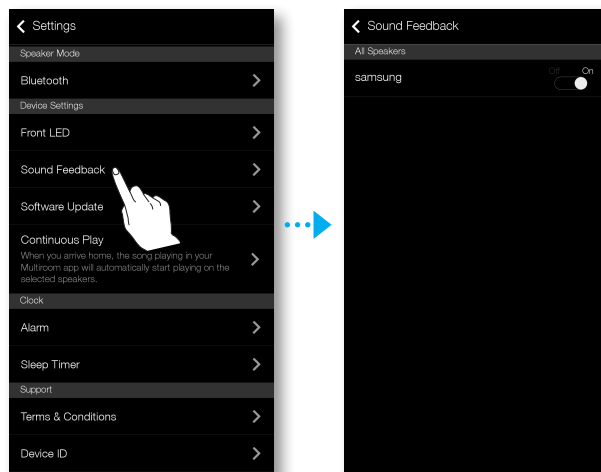 Settings
Speaker Mode
Bluetooth
Device Settings
Front LED
Sound Feedback
Software Update
Continuous Play
When you arrive home, the song playing in your
Multiroom app will automatically start playing on the
selected speakers.
Clock
Alarm
Sleep Timer
Support
Terms & Conditions
Device ID
Sound Feedback
All Speakers
samsung
Off On